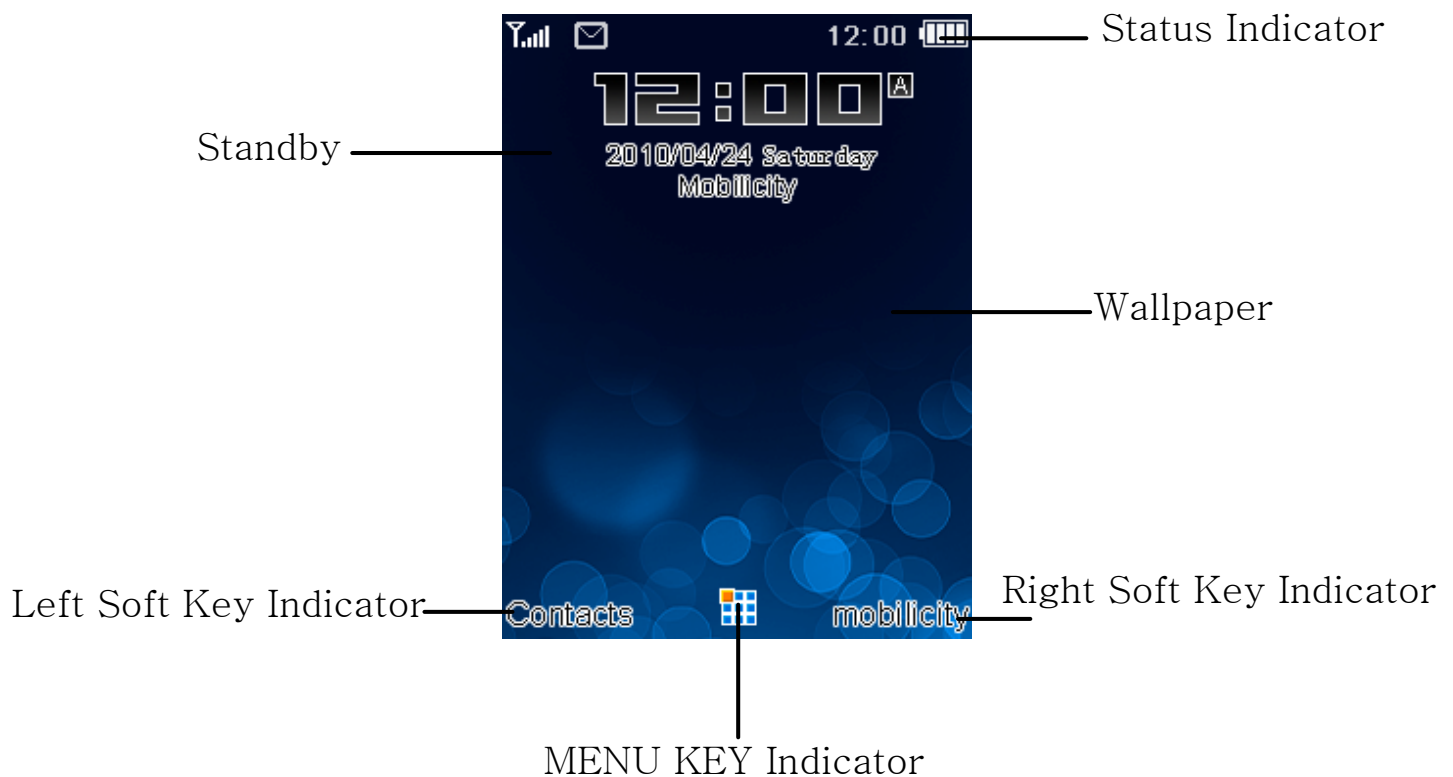 12:00
Status Indicator
12:00 A
Standby
2010/04/24 Saturday
Mobilicity
Wallpaper
Left Soft Key Indicator
Contacts
mobilicity
Right Soft Key Indicator
MENU KEY Indicator